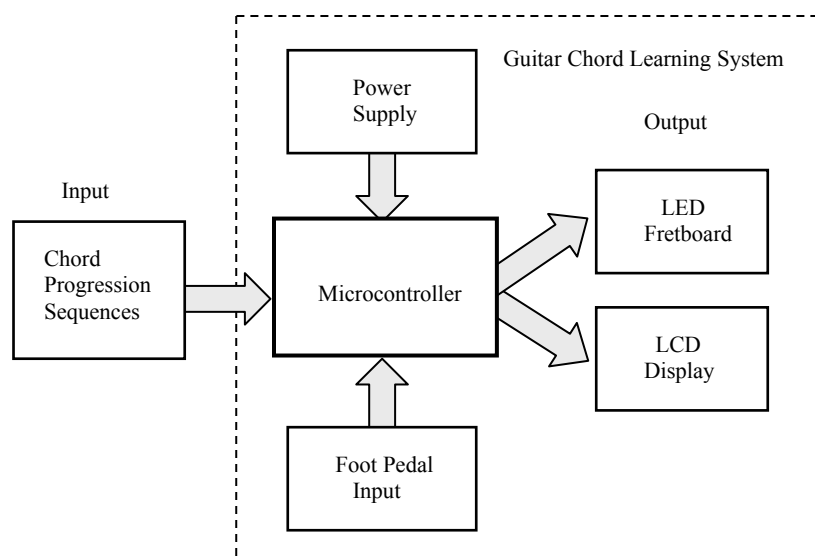 Guitar Chord Learning System
Power
Supply
Output
Input
LED
Fretboard
Chord
Progression
Sequences
Microcontroller
LCD
Display
Foot Pedal
Input